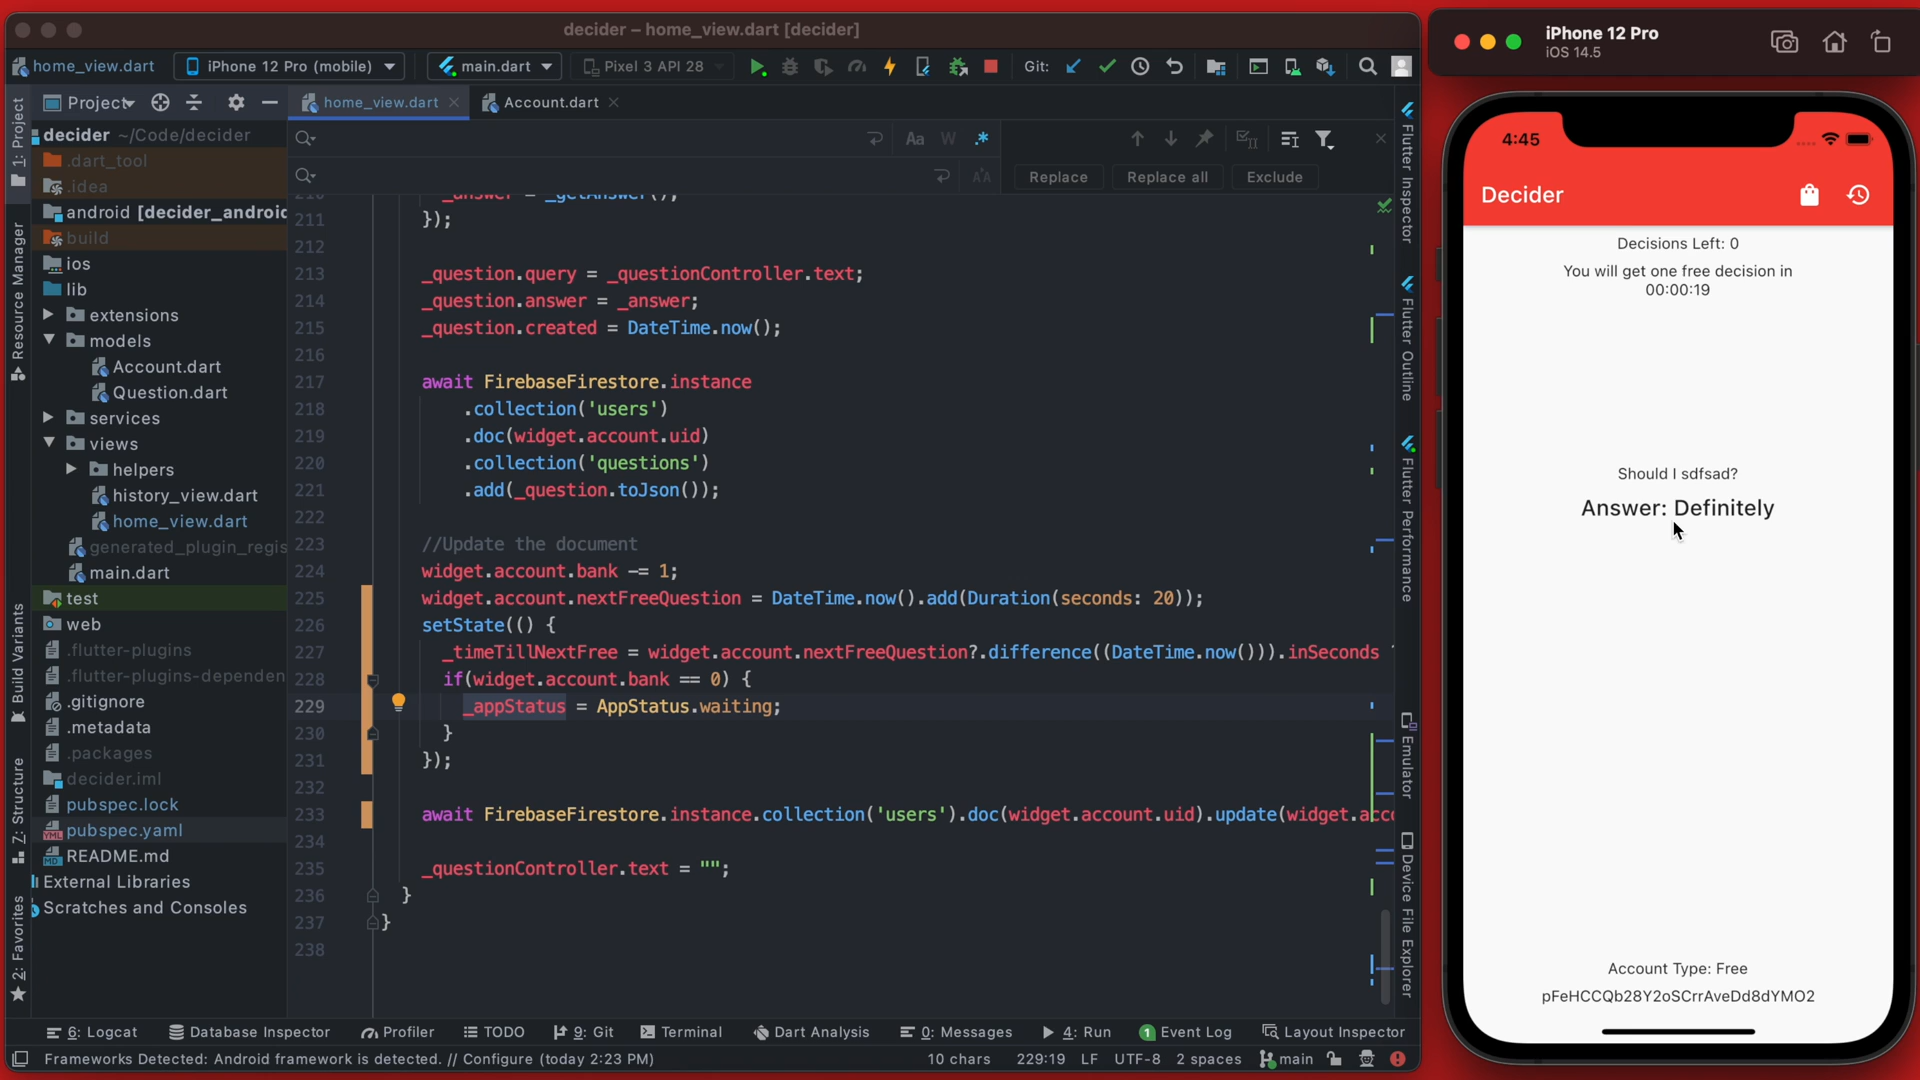 decider – home_view.dart [decider]
home_view.dart
iPhone 12 Pro (mobile)
main.dart
Pixel 3 API 28
Git:
Project
home_view.dart
Account.dart
decider ~/Code/decider
.dart_tool
.idea
android [decider_android
build
ios
lib
extensions
models
Account.dart
Question.dart
services
views
helpers
history_view.dart
home_view.dart
generated_plugin_regis
main.dart
test
web
.flutter-plugins
.flutter-plugins-dependen
.gitignore
.metadata
.packages
decider.iml
pubspec.lock
pubspec.yaml
README.md
External Libraries
Scratches and Consoles
1: Project
Resource Manager
Build Variants
7: Structure
2: Favorites
Aa W .*
Replace
Replace all
Exclude
210 _answer = _getAnswer();
211 });
212
213 _question.query = _questionController.text;
214 _question.answer = _answer;
215 _question.created = DateTime.now();
216
217 await FirebaseFirestore.instance
218 .collection('users')
219 .doc(widget.account.uid)
220 .collection('questions')
221 .add(_question.toJson());
222
223 //Update the document
224 widget.account.bank -= 1;
225 widget.account.nextFreeQuestion = DateTime.now().add(Duration(seconds: 20));
226 setState(() {
227 _timeTillNextFree = widget.account.nextFreeQuestion?.difference((DateTime.now())).inSeconds ?
228 if(widget.account.bank == 0) {
229 _appStatus = AppStatus.waiting;
230 }
231 });
232
233 await FirebaseFirestore.instance.collection('users').doc(widget.account.uid).update(widget.acco
234
235 _questionController.text = "";
236 }
237 }
238
Flutter Inspector
Flutter Outline
Flutter Performance
Emulator
Device File Explorer
6: Logcat
Database Inspector
Profiler
TODO
9: Git
Terminal
Dart Analysis
0: Messages
4: Run
1 Event Log
Layout Inspector
Frameworks Detected: Android framework is detected. // Configure (today 2:23 PM)
10 chars
229:19
LF
UTF-8
2 spaces
main
iPhone 12 Pro
iOS 14.5
4:45
Decider
Decisions Left: 0
You will get one free decision in
00:00:19
Should I sdfsad?
Answer: Definitely
Account Type: Free
pFeHCCQb28Y2oSCrrAveDd8dYMO2